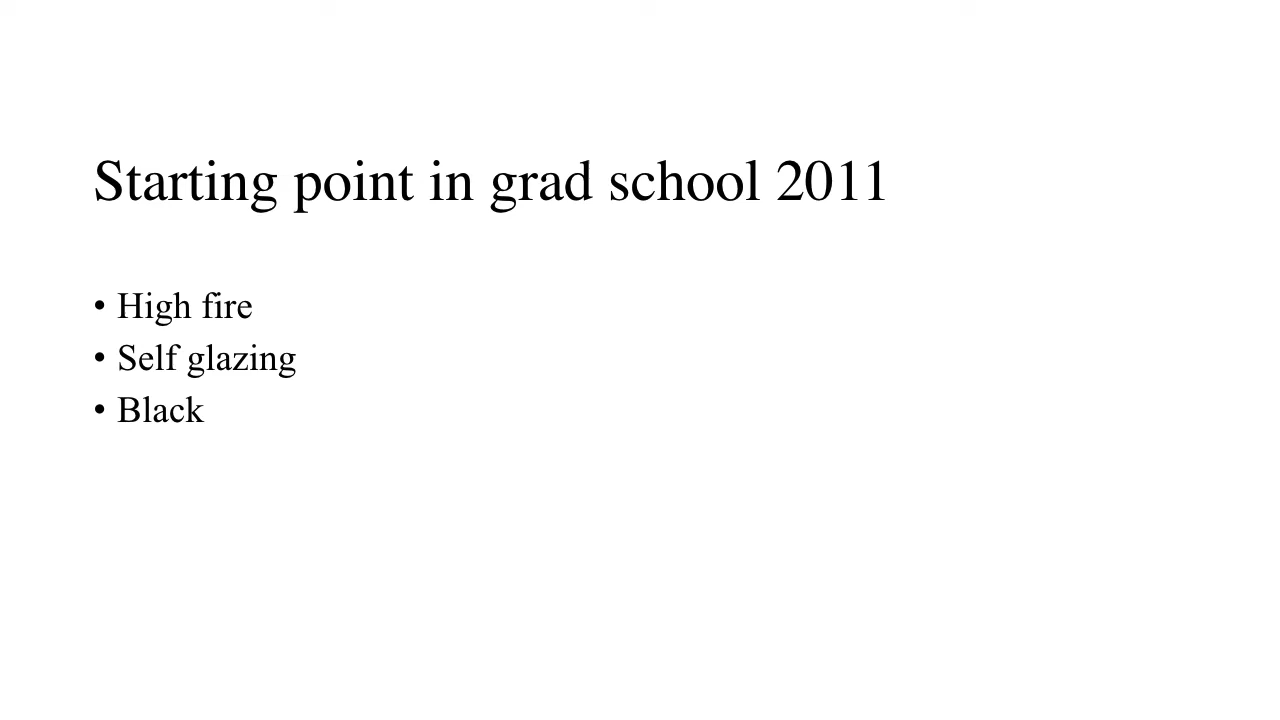 Starting point in grad school 2011
• High fire
• Self glazing
• Black